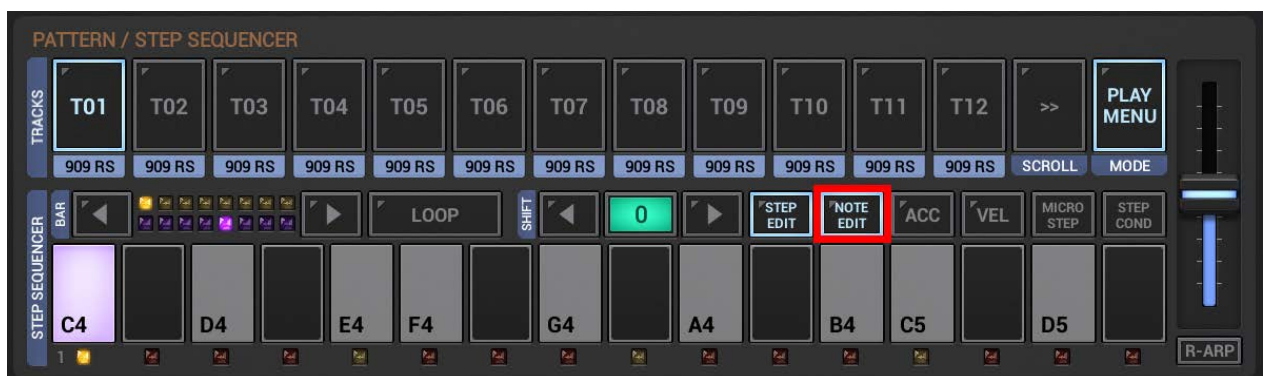 PATTERN / STEP SEQUENCER
TRACKS
T01 T02 T03 T04 T05 T06 T07 T08 T09 T10 T11 T12 >> PLAY MENU
909 RS 909 RS 909 RS 909 RS 909 RS 909 RS 909 RS 909 RS 909 RS 909 RS 909 RS 909 RS SCROLL MODE
STEP SEQUENCER
BAR LOOP SHIFT 0 STEP EDIT NOTE EDIT ACC VEL MICRO STEP STEP COND
C4 D4 E4 F4 G4 A4 B4 C5 D5
1 R-ARP